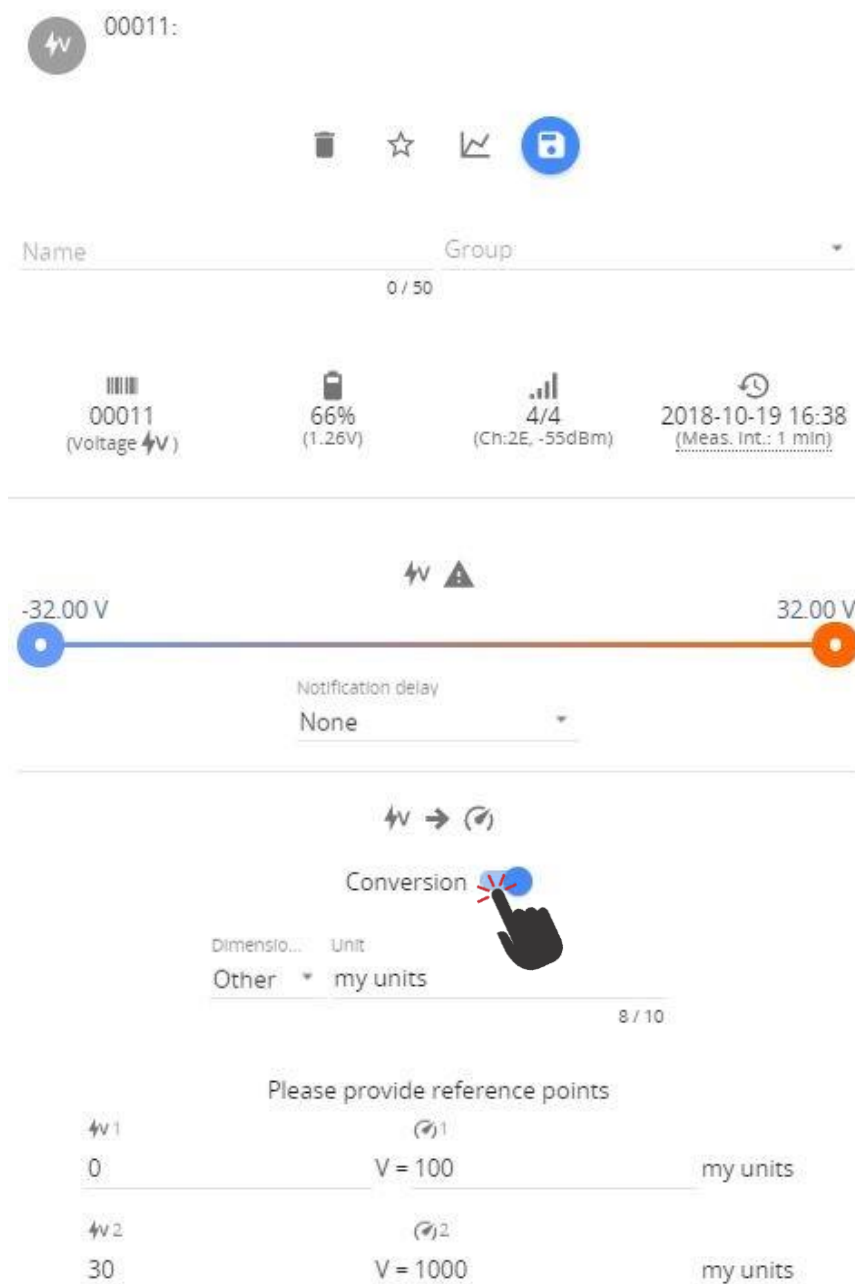 00011:
Name
Group
0 / 50
00011 66% 4/4 2018-10-19 16:38
(Voltage V) (1.26V) (Ch:2E, -55dBm) (Meas. Int.: 1 min)
V
-32.00 V 32.00 V
Notification delay
None
V
Conversion
Dimensio... Unit
Other my units
8 / 10
Please provide reference points
V 1 1
0 V = 100 my units
V 2 2
30 V = 1000 my units